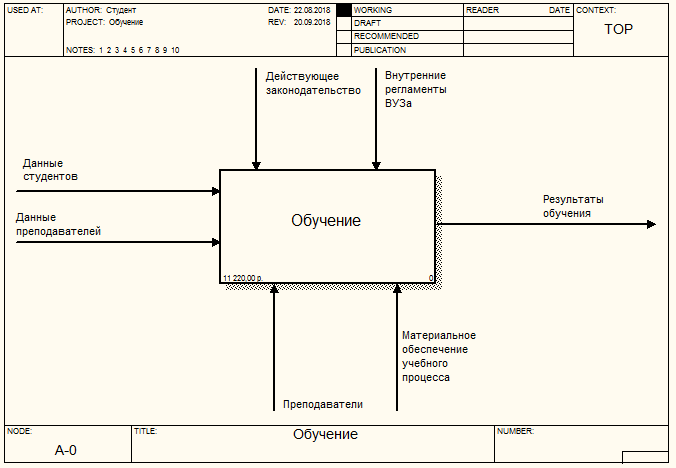 USED AT:
AUTHOR: Студент
DATE: 22.08.2018
WORKING
READER
DATE
CONTEXT:
PROJECT: Обучение
REV: 20.09.2018
DRAFT
TOP
RECOMMENDED
NOTES: 1 2 3 4 5 6 7 8 9 10
PUBLICATION
Действующее
законодательство
Внутренние
регламенты
ВУЗа
Данные
студентов
Данные
преподавателей
Обучение
11 220,00 р.
0
Результаты
обучения
Материальное
обеспечение
учебного
процесса
Преподаватели
NODE:
A-0
TITLE:
Обучение
NUMBER: